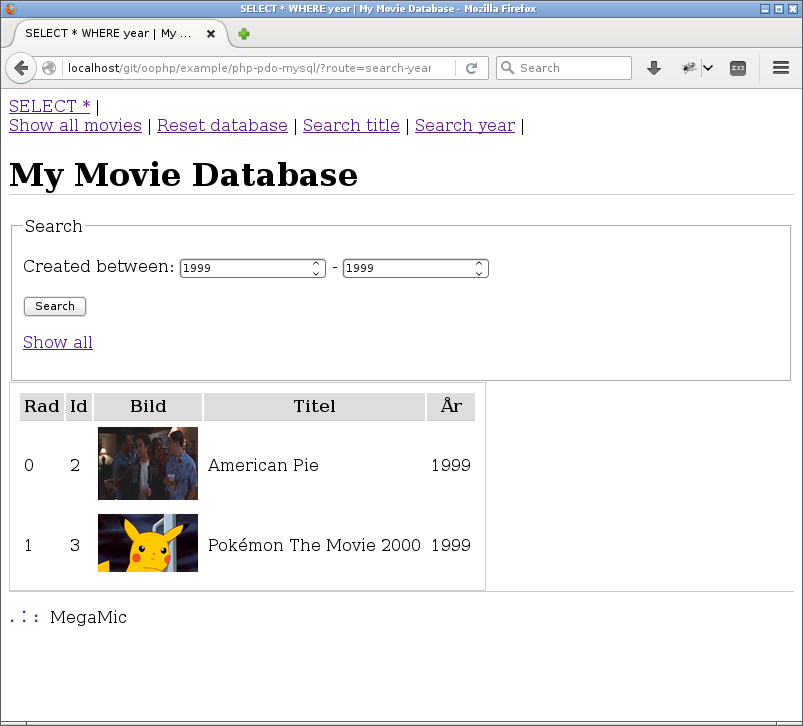 SELECT * WHERE year | My Movie Database - Mozilla Firefox
SELECT * WHERE year | My ...
localhost/git/oophp/example/php-pdo-mysql/?route=search-year
Search
zzz
SELECT * |
Show all movies | Reset database | Search title | Search year |
My Movie Database
Search
Created between: 1999 - 1999
Search
Show all
Rad Id Bild Titel År
0 2 American Pie 1999
1 3 Pokémon The Movie 2000 1999
.:: MegaMic